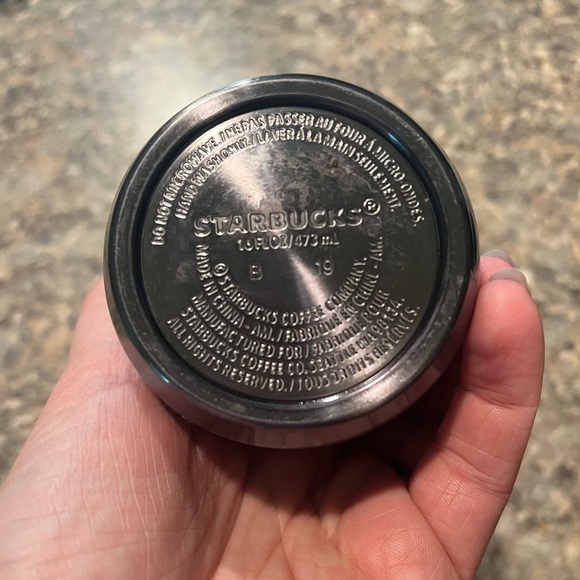 DO NOT MICROWAVE. / NE PAS PASSER AU FOUR À MICRO-ONDES.
HAND WASH ONLY / LAVER À LA MAIN SEULEMENT.
STARBUCKS®
16 FL OZ / 473 mL
B 19
© STARBUCKS COFFEE COMPANY.
MADE IN CHINA - AM. / FABRIQUÉ EN CHINE - AM.
MANUFACTURED FOR / FABRIQUÉ POUR
STARBUCKS COFFEE CO. SEATTLE WA 98134.
ALL RIGHTS RESERVED. / TOUS DROITS RÉSERVÉS.